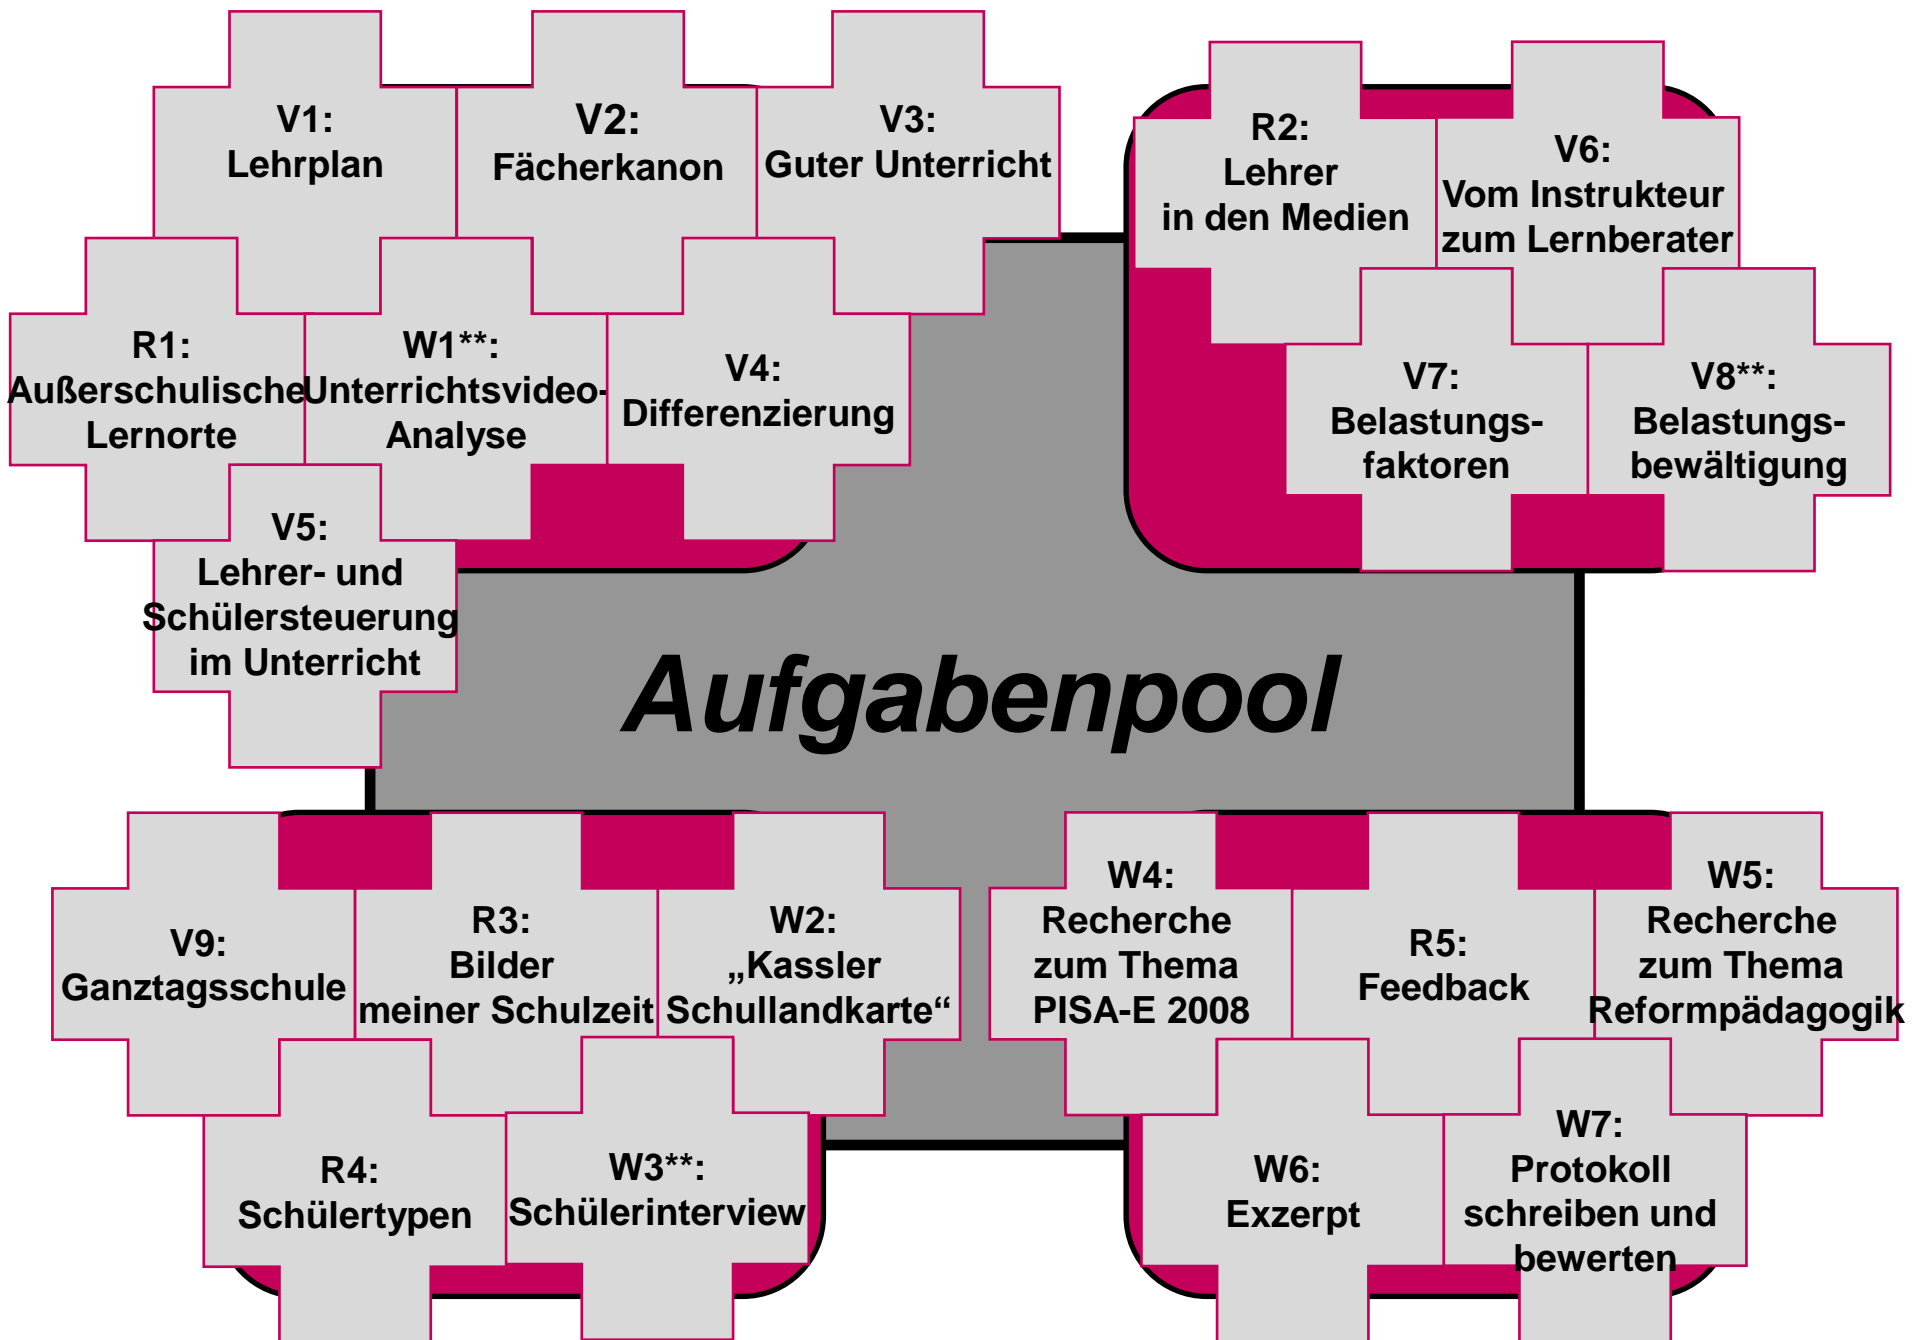 V1:
Lehrplan
V2:
Fächerkanon
V3:
Guter Unterricht
R1:
Außerschulische
Lernorte
W1**:
Unterrichtsvideo-
Analyse
V4:
Differenzierung
V5:
Lehrer- und
Schülersteuerung
im Unterricht
R2:
Lehrer
in den Medien
V6:
Vom Instrukteur
zum Lernberater
V7:
Belastungs-
faktoren
V8**:
Belastungs-
bewältigung
Aufgabenpool
V9:
Ganztagsschule
R3:
Bilder
meiner Schulzeit
W2:
„Kassler
Schullandkarte“
R4:
Schülertypen
W3**:
Schülerinterview
W4:
Recherche
zum Thema
PISA-E 2008
R5:
Feedback
W5:
Recherche
zum Thema
Reformpädagogik
W6:
Exzerpt
W7:
Protokoll
schreiben und
bewerten